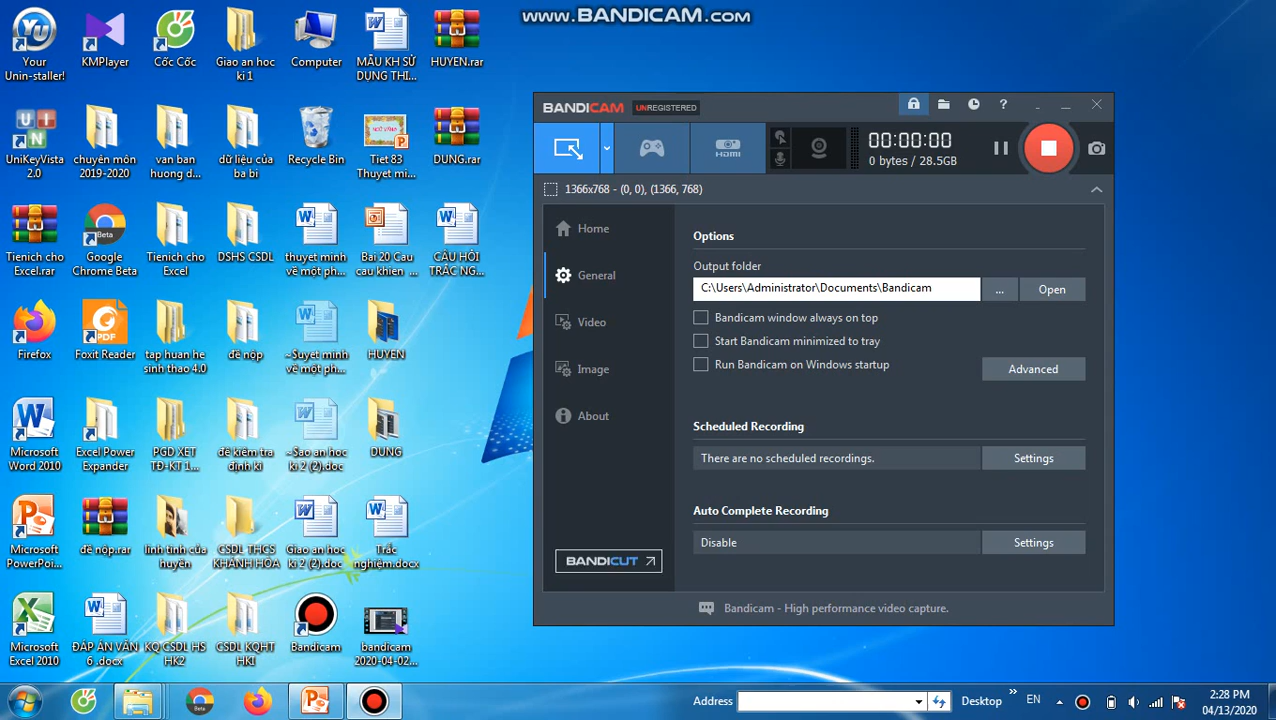 www.BANDICAM.com
Your
Unin-staller!
KMPlayer
Cốc Cốc
Giao an hoc
ki 1
Computer
MẪU KH SỬ
DỤNG THI...
HUYEN.rar
UniKeyVista
2.0
chuyên môn
2019-2020
van ban
huong d...
dữ liệu của
ba bi
Recycle Bin
Tiet 83
Thuyet mi...
DUNG.rar
Tienich cho
Excel.rar
Google
Chrome Beta
Tienich cho
Excel
DSHS CSDL
thuyet minh
về một ph...
Bai 20 Cau
cau khien_...
CÂU HỎI
TRẮC NG...
Firefox
Foxit Reader
tap huan he
sinh thao 4.0
đề nộp
~$uyết minh
về một ph...
HUYEN
Microsoft
Word 2010
Excel Power
Expander
PGD XET
TĐ-KT 1...
đề kiểm tra
định kì
~$ao an hoc
ki 2 (2).doc
DUNG
Microsoft
PowerPoi...
đề nộp.rar
linh tinh của
huyền
CSDL THCS
KHÁNH HÒA
Giao an hoc
ki 2 (2).doc
Trắc
nghiệm.docx
Microsoft
Excel 2010
ĐÁP ÁN VĂN
6 .docx
KQ CSDL HS
HK2
CSDL KQHT
HKI
Bandicam
bandicam
2020-04-02...
BANDICAM UNREGISTERED
HDMI
00:00:00
0 bytes / 28.5GB
1366x768 - (0, 0), (1366, 768)
Home
General
Video
Image
About
BANDICUT
Options
Output folder
C:\Users\Administrator\Documents\Bandicam
... Open
Bandicam window always on top
Start Bandicam minimized to tray
Run Bandicam on Windows startup
Advanced
Scheduled Recording
There are no scheduled recordings. Settings
Auto Complete Recording
Disable Settings
Bandicam - High performance video capture.
Address Desktop » EN 2:28 PM
04/13/2020